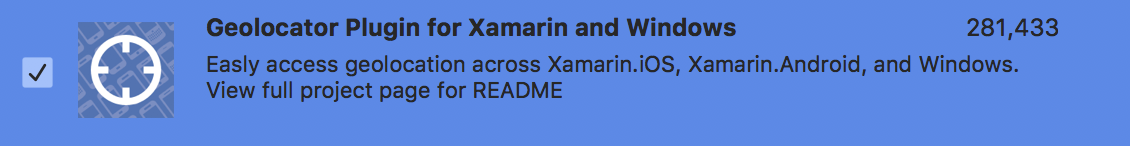 Geolocator Plugin for Xamarin and Windows 281,433
Easly access geolocation across Xamarin.iOS, Xamarin.Android, and Windows.
View full project page for README